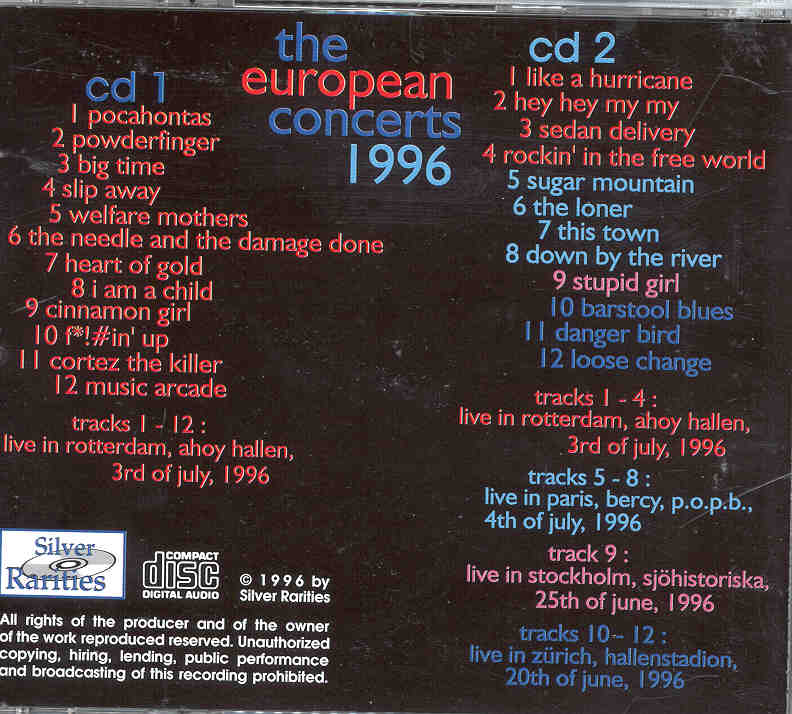 the
european
concerts
1996
cd 1
1 pocahontas
2 powderfinger
3 big time
4 slip away
5 welfare mothers
6 the needle and the damage done
7 heart of gold
8 i am a child
9 cinnamon girl
10 f*!#in' up
11 cortez the killer
12 music arcade
tracks 1 - 12 :
live in rotterdam, ahoy hallen,
3rd of july, 1996
cd 2
1 like a hurricane
2 hey hey my my
3 sedan delivery
4 rockin' in the free world
5 sugar mountain
6 the loner
7 this town
8 down by the river
9 stupid girl
10 barstool blues
11 danger bird
12 loose change
tracks 1 - 4 :
live in rotterdam, ahoy hallen,
3rd of july, 1996
tracks 5 - 8 :
live in paris, bercy, p.o.p.b.,
4th of july, 1996
track 9 :
live in stockholm, sjöhistoriska,
25th of june, 1996
tracks 10 - 12 :
live in zürich, hallenstadion,
20th of june, 1996
Silver
Rarities
COMPACT
disc
DIGITAL AUDIO
© 1996 by
Silver Rarities
All rights of the producer and of the owner
of the work reproduced reserved. Unauthorized
copying, hiring, lending, public performance
and broadcasting of this recording prohibited.